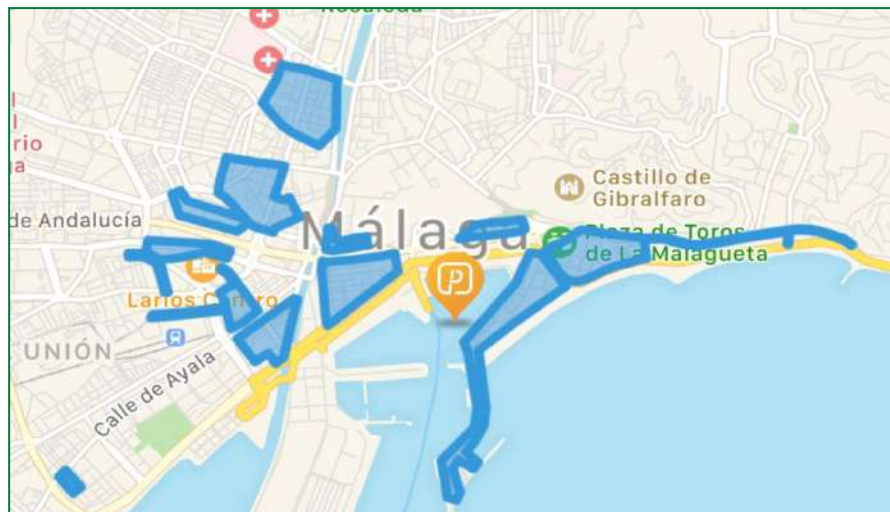 Málaga
Castillo de
Gibralfaro
Plaza de Toros
de La Malagueta
de Andalucía
Larios Centro
UNIÓN
Calle de Ayala
rio
ga
P